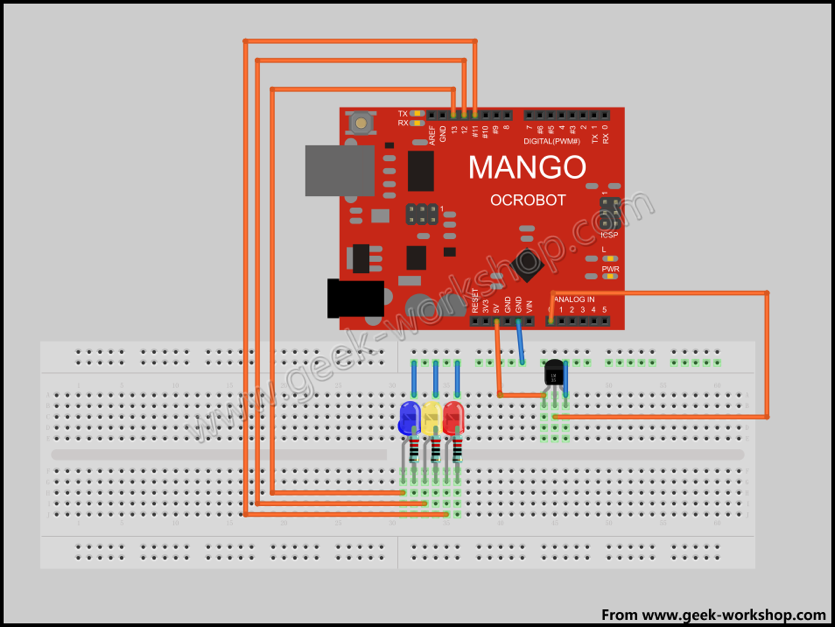 TX
RX
AREF
GND
13
12
#11
#10
#9
8
7
#6
#5
4
#3
2
TX 1
RX 0
DIGITAL(PWM#)
MANGO
OCROBOT
1
1
ICSP
L
PWR
RESET
3V3
5V
GND
GND
VIN
ANALOG IN
0 1 2 3 4 5
www.geek-workshop.com
From www.geek-workshop.com